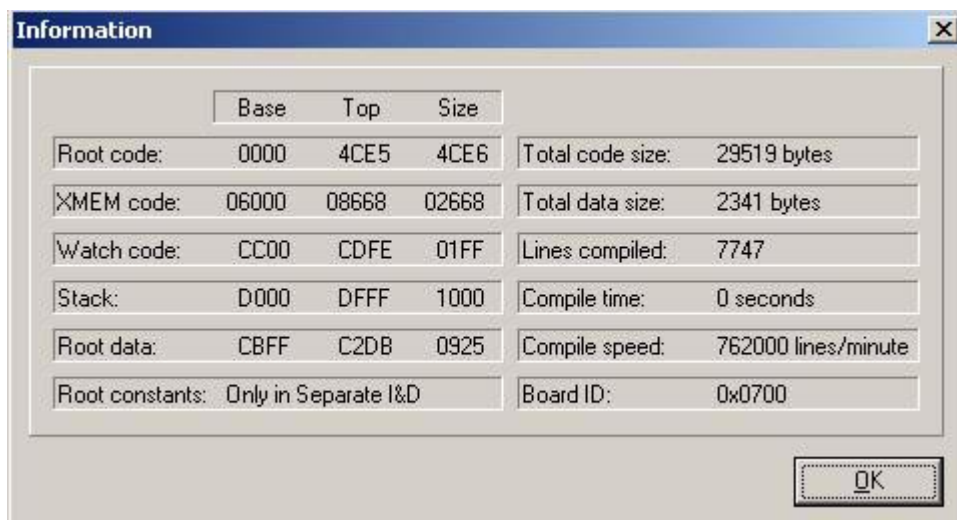 Information
Base Top Size
Root code: 0000 4CE5 4CE6 Total code size: 29519 bytes
XMEM code: 06000 08668 02668 Total data size: 2341 bytes
Watch code: CC00 CDFE 01FF Lines compiled: 7747
Stack: D000 DFFF 1000 Compile time: 0 seconds
Root data: CBFF C2DB 0925 Compile speed: 762000 lines/minute
Root constants: Only in Separate I&D Board ID: 0x0700
OK